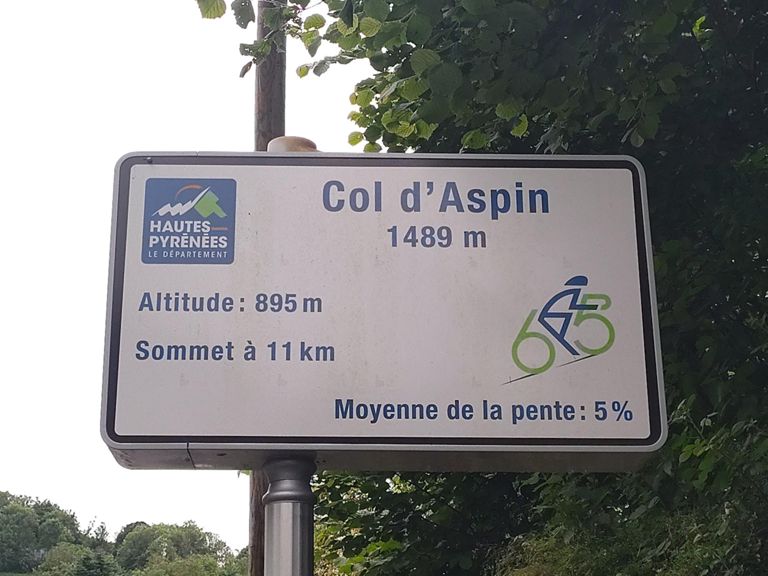 Col d'Aspin
1489 m
HAUTES-
PYRÉNÉES
LE DÉPARTEMENT
Altitude : 895 m
Sommet à 11 km
65
Moyenne de la pente : 5 %